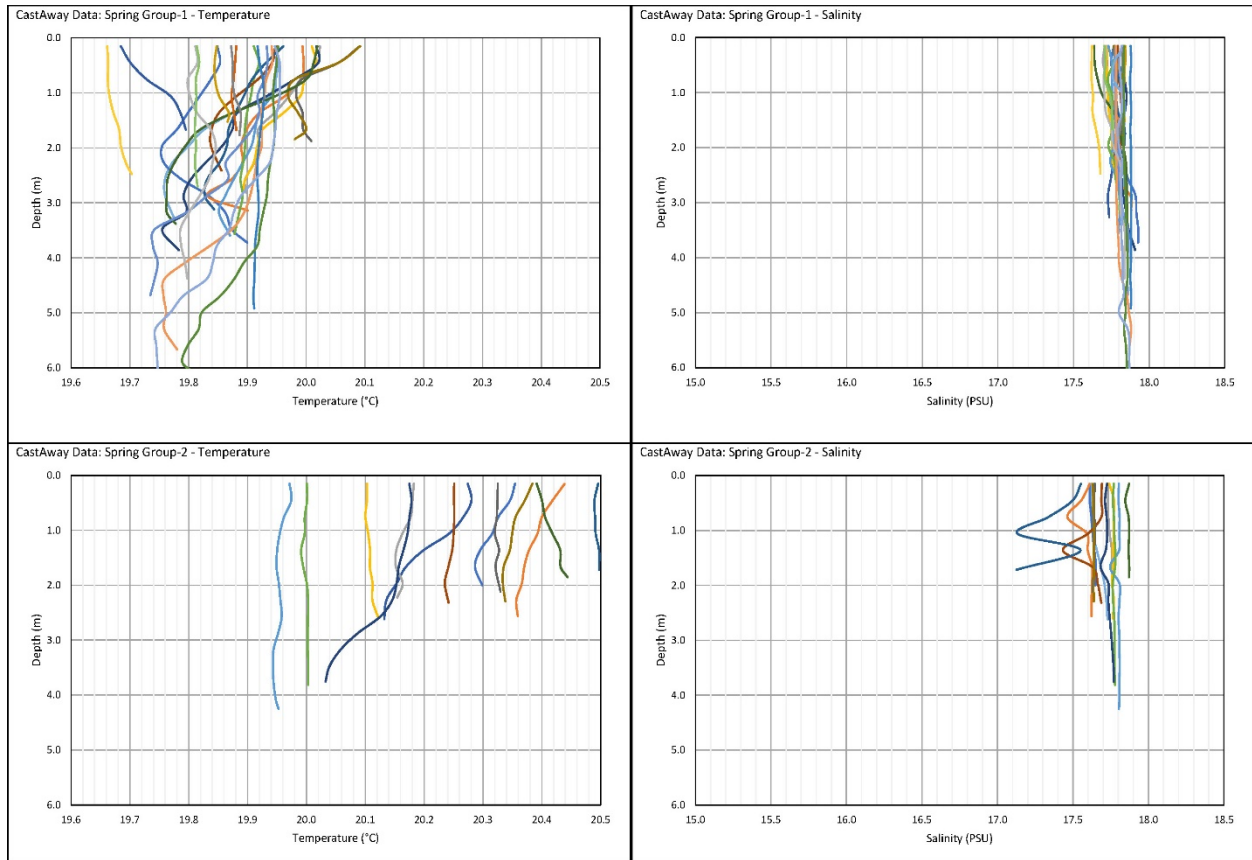 CastAway Data: Spring Group-1 - Temperature
0.0
1.0
2.0
3.0
4.0
5.0
6.0
Depth (m)
19.6 19.7 19.8 19.9 20.0 20.1 20.2 20.3 20.4 20.5
Temperature (°C)
CastAway Data: Spring Group-1 - Salinity
0.0
1.0
2.0
3.0
4.0
5.0
6.0
Depth (m)
15.0 15.5 16.0 16.5 17.0 17.5 18.0 18.5
Salinity (PSU)
CastAway Data: Spring Group-2 - Temperature
0.0
1.0
2.0
3.0
4.0
5.0
6.0
Depth (m)
19.6 19.7 19.8 19.9 20.0 20.1 20.2 20.3 20.4 20.5
Temperature (°C)
CastAway Data: Spring Group-2 - Salinity
0.0
1.0
2.0
3.0
4.0
5.0
6.0
Depth (m)
15.0 15.5 16.0 16.5 17.0 17.5 18.0 18.5
Salinity (PSU)